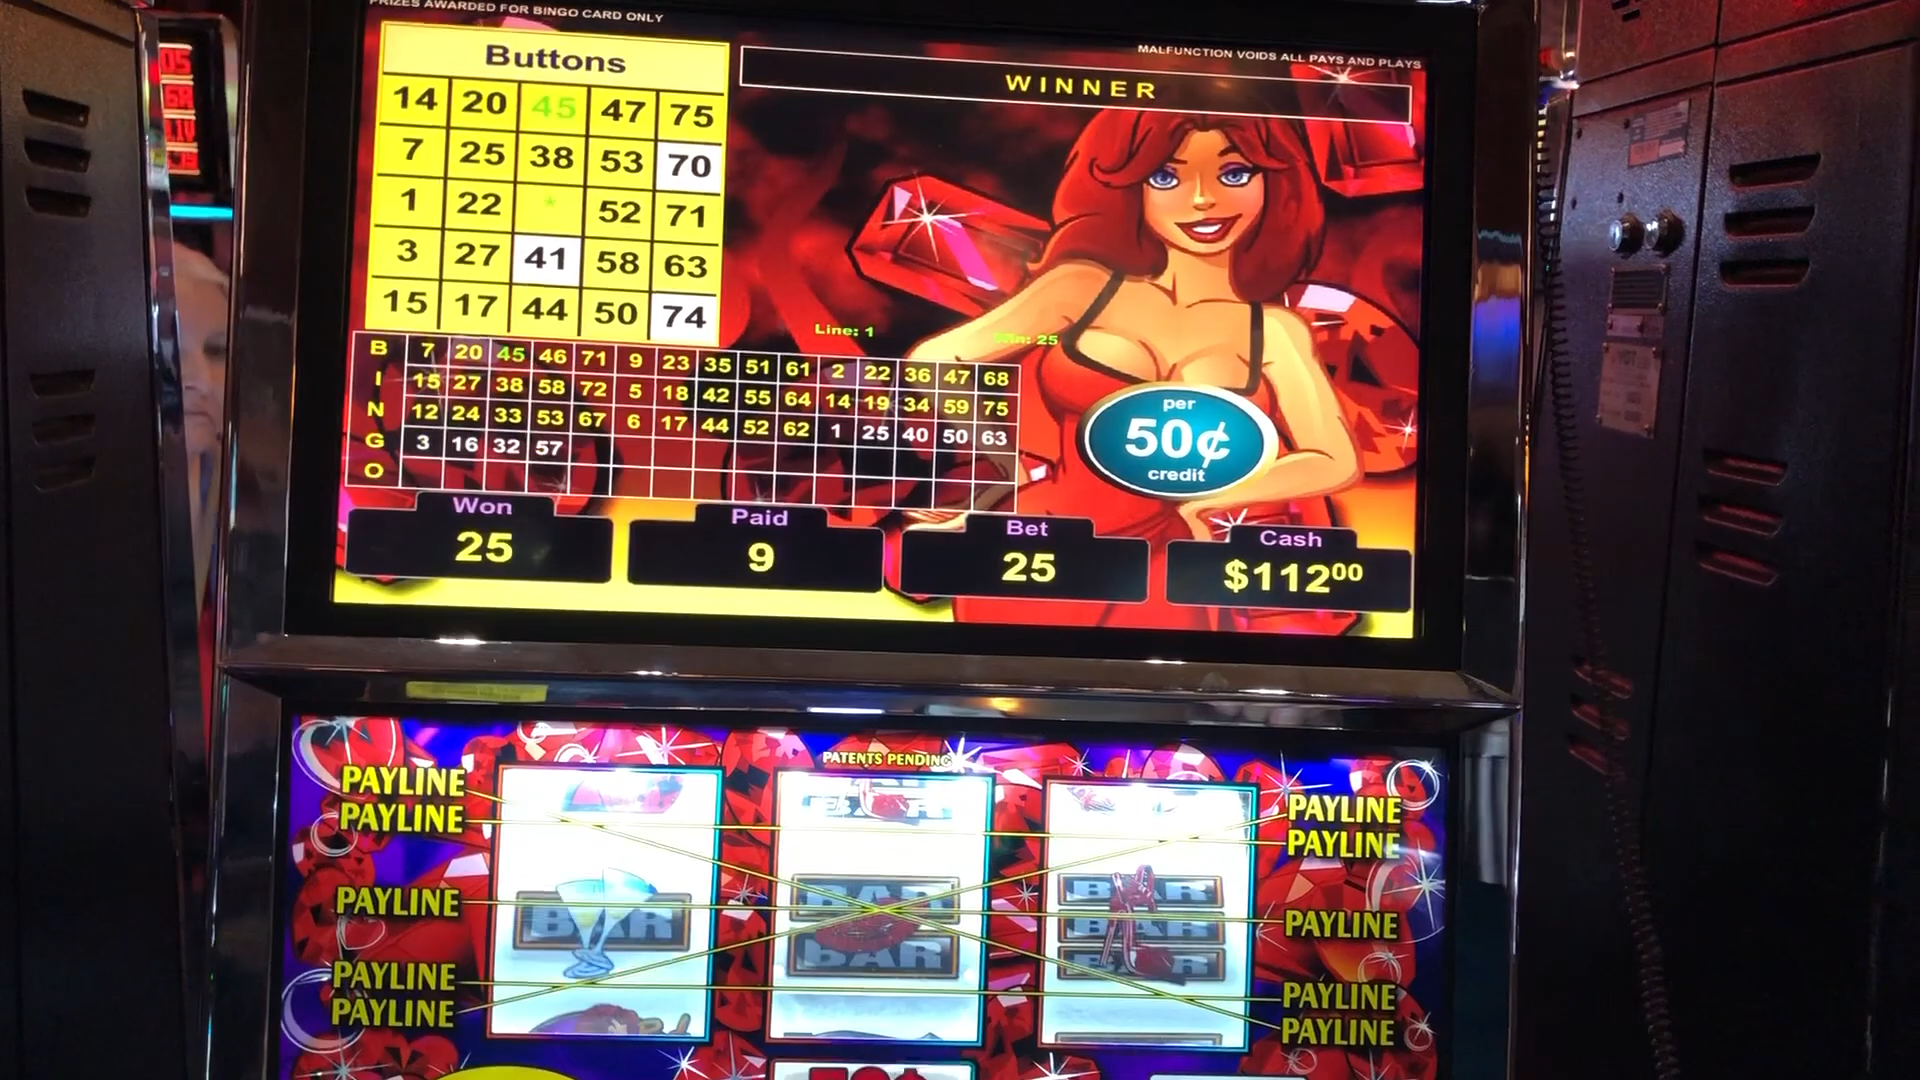 PRIZES AWARDED FOR BINGO CARD ONLY
MALFUNCTION VOIDS ALL PAYS AND PLAYS
Buttons
WINNER
14 20 45 47 75
7 25 38 53 70
1 22 * 52 71
3 27 41 58 63
15 17 44 50 74
Line: 1
Win: 25
B 7 20 45 46 71 9 23 35 51 61 2 22 36 47 68
I 15 27 38 58 72 5 18 42 55 64 14 19 34 59 75
N 12 24 33 53 67 6 17 44 52 62 1 25 40 50 63
G 3 16 32 57
O
per
50¢
credit
Won Paid Bet Cash
25 9 25 $112⁰⁰
PATENTS PENDING
PAYLINE PAYLINE
PAYLINE PAYLINE
BAR BAR BAR
PAYLINE BAR PAYLINE
BAR BAR
PAYLINE PAYLINE
PAYLINE PAYLINE